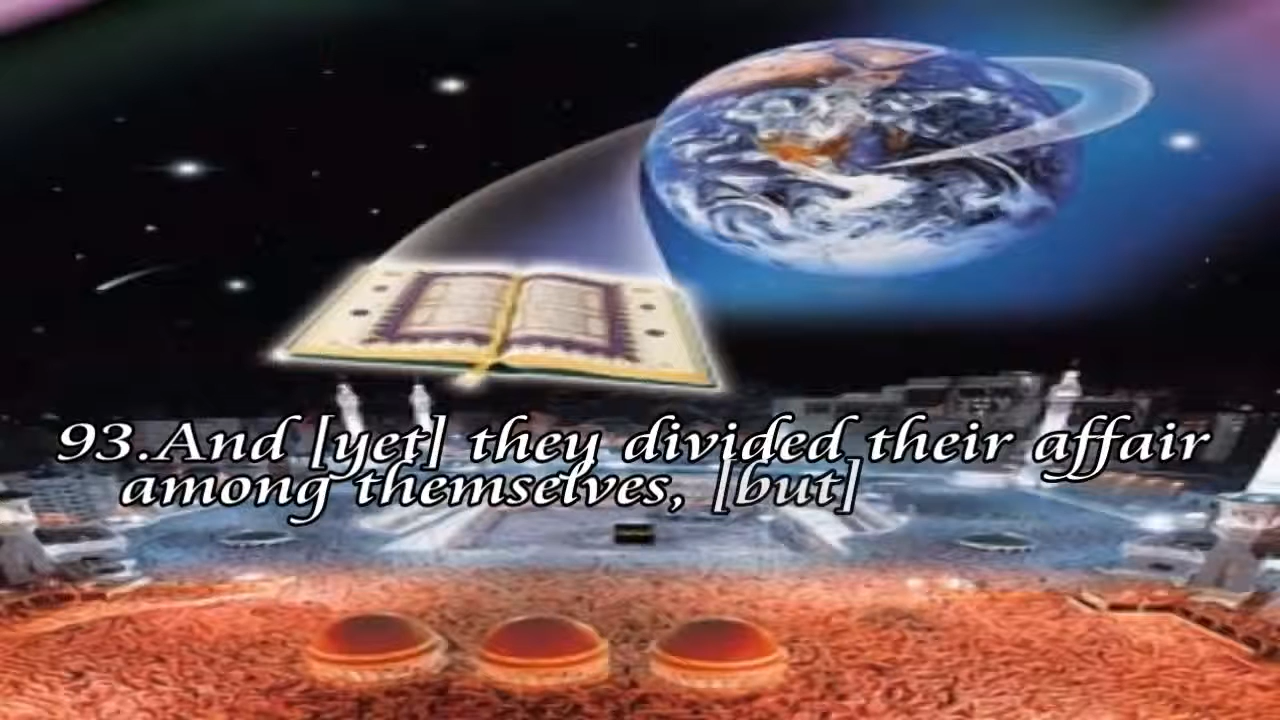 93.And [yet] they divided their affair
among themselves, [but]